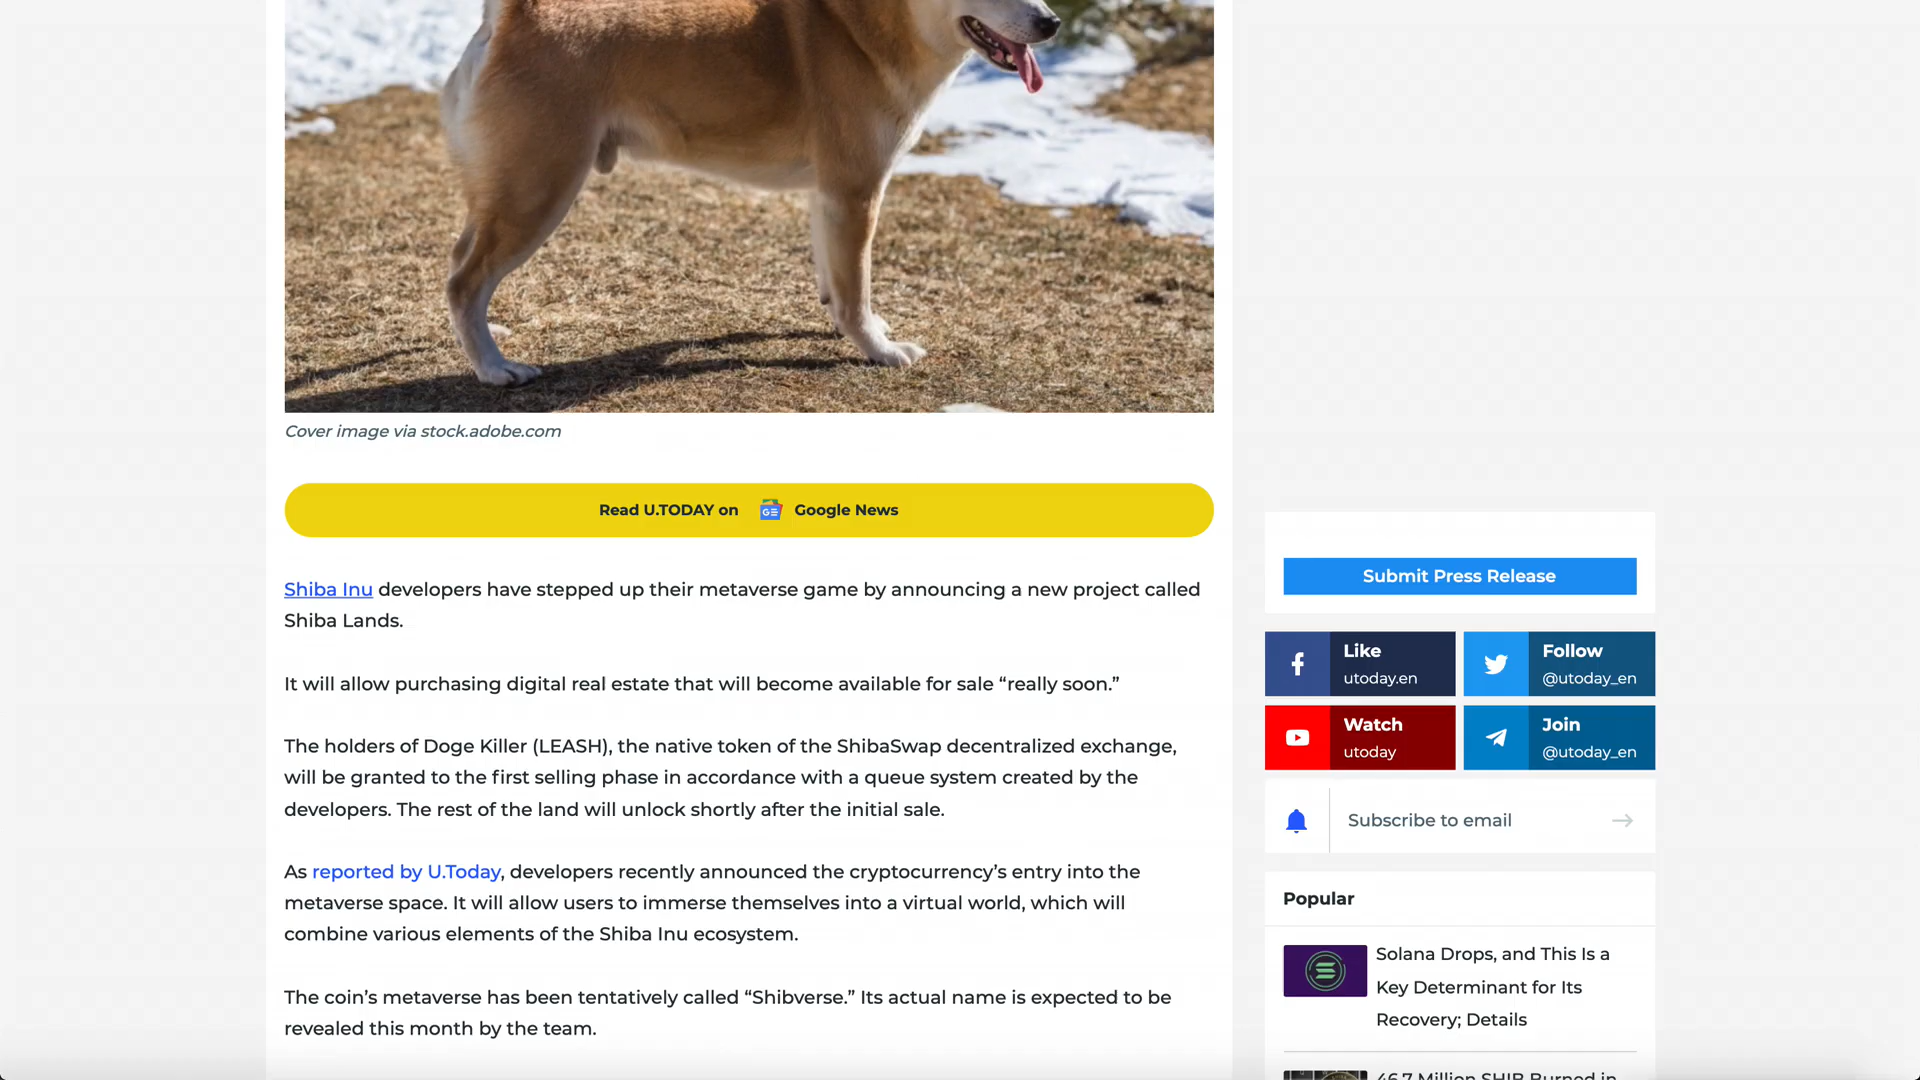 Cover image via stock.adobe.com
Read U.TODAY on GE Google News
Shiba Inu developers have stepped up their metaverse game by announcing a new project called
Shiba Lands.
It will allow purchasing digital real estate that will become available for sale “really soon.”
The holders of Doge Killer (LEASH), the native token of the ShibaSwap decentralized exchange,
will be granted to the first selling phase in accordance with a queue system created by the
developers. The rest of the land will unlock shortly after the initial sale.
As reported by U.Today, developers recently announced the cryptocurrency’s entry into the
metaverse space. It will allow users to immerse themselves into a virtual world, which will
combine various elements of the Shiba Inu ecosystem.
The coin’s metaverse has been tentatively called “Shibverse.” Its actual name is expected to be
revealed this month by the team.
Submit Press Release
Like
utoday.en
Follow
@utoday_en
Watch
utoday
Join
@utoday_en
Subscribe to email
Popular
Solana Drops, and This Is a
Key Determinant for Its
Recovery; Details
46.7 Million SHIB Burned in